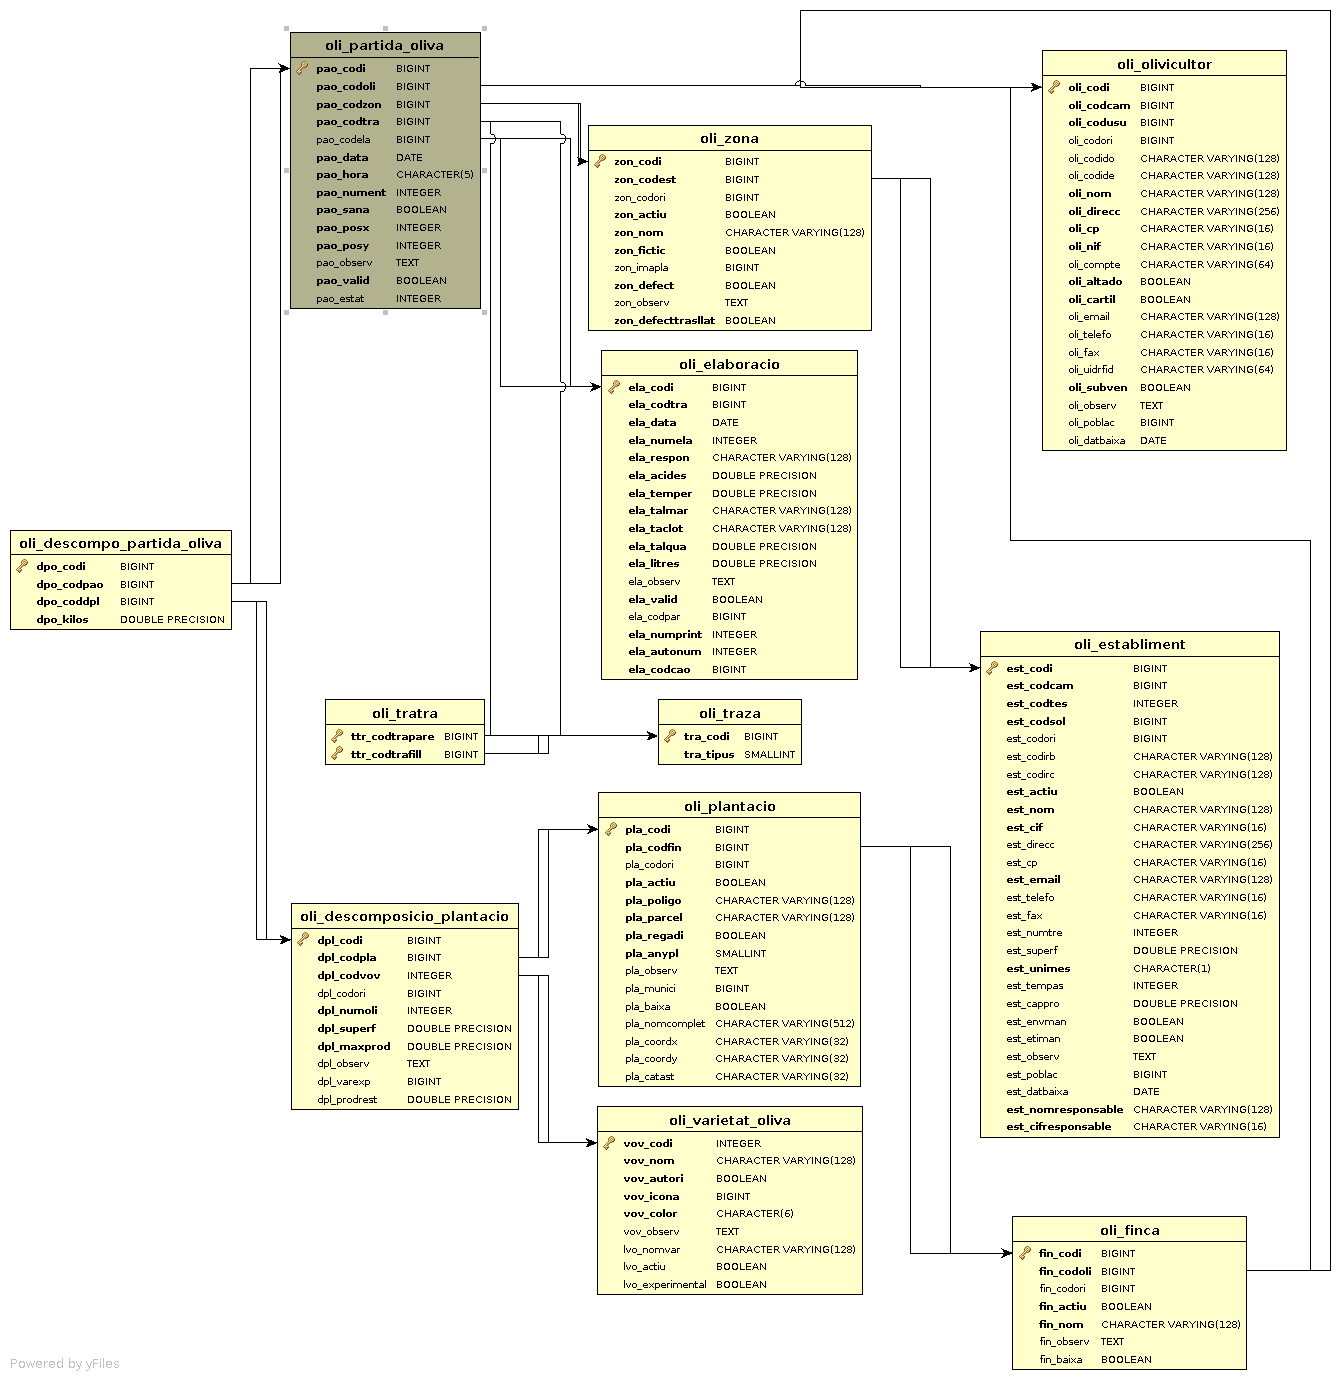 oli_partida_oliva
pao_codi BIGINT
pao_codoli BIGINT
pao_codzon BIGINT
pao_codtra BIGINT
pao_codela BIGINT
pao_data DATE
pao_hora CHARACTER(5)
pao_nument INTEGER
pao_sana BOOLEAN
pao_posx INTEGER
pao_posy INTEGER
pao_observ TEXT
pao_valid BOOLEAN
pao_estat INTEGER
oli_olivicultor
oli_codi BIGINT
oli_codcam BIGINT
oli_codusu BIGINT
oli_codori BIGINT
oli_codido CHARACTER VARYING(128)
oli_codide CHARACTER VARYING(128)
oli_nom CHARACTER VARYING(128)
oli_direcc CHARACTER VARYING(256)
oli_cp CHARACTER VARYING(16)
oli_nif CHARACTER VARYING(16)
oli_compte CHARACTER VARYING(64)
oli_altado BOOLEAN
oli_cartil BOOLEAN
oli_email CHARACTER VARYING(128)
oli_telefo CHARACTER VARYING(16)
oli_fax CHARACTER VARYING(16)
oli_uidrfid CHARACTER VARYING(64)
oli_subven BOOLEAN
oli_observ TEXT
oli_poblac BIGINT
oli_datbaixa DATE
oli_zona
zon_codi BIGINT
zon_codest BIGINT
zon_codori BIGINT
zon_actiu BOOLEAN
zon_nom CHARACTER VARYING(128)
zon_fictic BOOLEAN
zon_imapla BIGINT
zon_defect BOOLEAN
zon_observ TEXT
zon_defecttrasllat BOOLEAN
oli_elaboracio
ela_codi BIGINT
ela_codtra BIGINT
ela_data DATE
ela_numela INTEGER
ela_respon CHARACTER VARYING(128)
ela_acides DOUBLE PRECISION
ela_temper DOUBLE PRECISION
ela_talmar CHARACTER VARYING(128)
ela_taclot CHARACTER VARYING(128)
ela_talqua DOUBLE PRECISION
ela_litres DOUBLE PRECISION
ela_observ TEXT
ela_valid BOOLEAN
ela_codpar BIGINT
ela_numprint INTEGER
ela_autonum INTEGER
ela_codcao BIGINT
oli_descompo_partida_oliva
dpo_codi BIGINT
dpo_codpao BIGINT
dpo_coddpl BIGINT
dpo_kilos DOUBLE PRECISION
oli_establiment
est_codi BIGINT
est_codcam BIGINT
est_codtes INTEGER
est_codsol BIGINT
est_codori BIGINT
est_codirb CHARACTER VARYING(128)
est_codirc CHARACTER VARYING(128)
est_actiu BOOLEAN
est_nom CHARACTER VARYING(128)
est_cif CHARACTER VARYING(16)
est_direcc CHARACTER VARYING(256)
est_cp CHARACTER VARYING(16)
est_email CHARACTER VARYING(128)
est_telefo CHARACTER VARYING(16)
est_fax CHARACTER VARYING(16)
est_numtre INTEGER
est_superf DOUBLE PRECISION
est_unimes CHARACTER(1)
est_tempas INTEGER
est_cappro DOUBLE PRECISION
est_envman BOOLEAN
est_etiman BOOLEAN
est_observ TEXT
est_poblac BIGINT
est_datbaixa DATE
est_nomresponsable CHARACTER VARYING(128)
est_cifresponsable CHARACTER VARYING(16)
oli_tratra
ttr_codtrapare BIGINT
ttr_codtrafill BIGINT
oli_traza
tra_codi BIGINT
tra_tipus SMALLINT
oli_plantacio
pla_codi BIGINT
pla_codfin BIGINT
pla_codori BIGINT
pla_actiu BOOLEAN
pla_poligo CHARACTER VARYING(128)
pla_parcel CHARACTER VARYING(128)
pla_regadi BOOLEAN
pla_anypl SMALLINT
pla_observ TEXT
pla_munici BIGINT
pla_baixa BOOLEAN
pla_nomcomplet CHARACTER VARYING(512)
pla_coordx CHARACTER VARYING(32)
pla_coordy CHARACTER VARYING(32)
pla_catast CHARACTER VARYING(32)
oli_descomposicio_plantacio
dpl_codi BIGINT
dpl_codpla BIGINT
dpl_codvov INTEGER
dpl_codori BIGINT
dpl_numoli INTEGER
dpl_superf DOUBLE PRECISION
dpl_maxprod DOUBLE PRECISION
dpl_observ TEXT
dpl_varexp BIGINT
dpl_prodrest DOUBLE PRECISION
oli_varietat_oliva
vov_codi INTEGER
vov_nom CHARACTER VARYING(128)
vov_autori BOOLEAN
vov_icona BIGINT
vov_color CHARACTER(6)
vov_observ TEXT
lvo_nomvar CHARACTER VARYING(128)
lvo_actiu BOOLEAN
lvo_experimental BOOLEAN
oli_finca
fin_codi BIGINT
fin_codoli BIGINT
fin_codori BIGINT
fin_actiu BOOLEAN
fin_nom CHARACTER VARYING(128)
fin_observ TEXT
fin_baixa BOOLEAN
Powered by yFiles